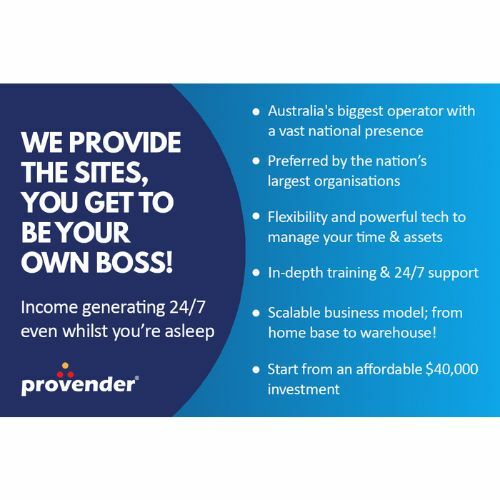 WE PROVIDE
THE SITES,
YOU GET TO
BE YOUR
OWN BOSS!
Income generating 24/7
even whilst you're asleep
provender®
• Australia's biggest operator with
a vast national presence
• Preferred by the nation's
largest organisations
• Flexibility and powerful tech to
manage your time & assets
• In-depth training & 24/7 support
• Scalable business model; from
home base to warehouse!
• Start from an affordable $40,000
investment